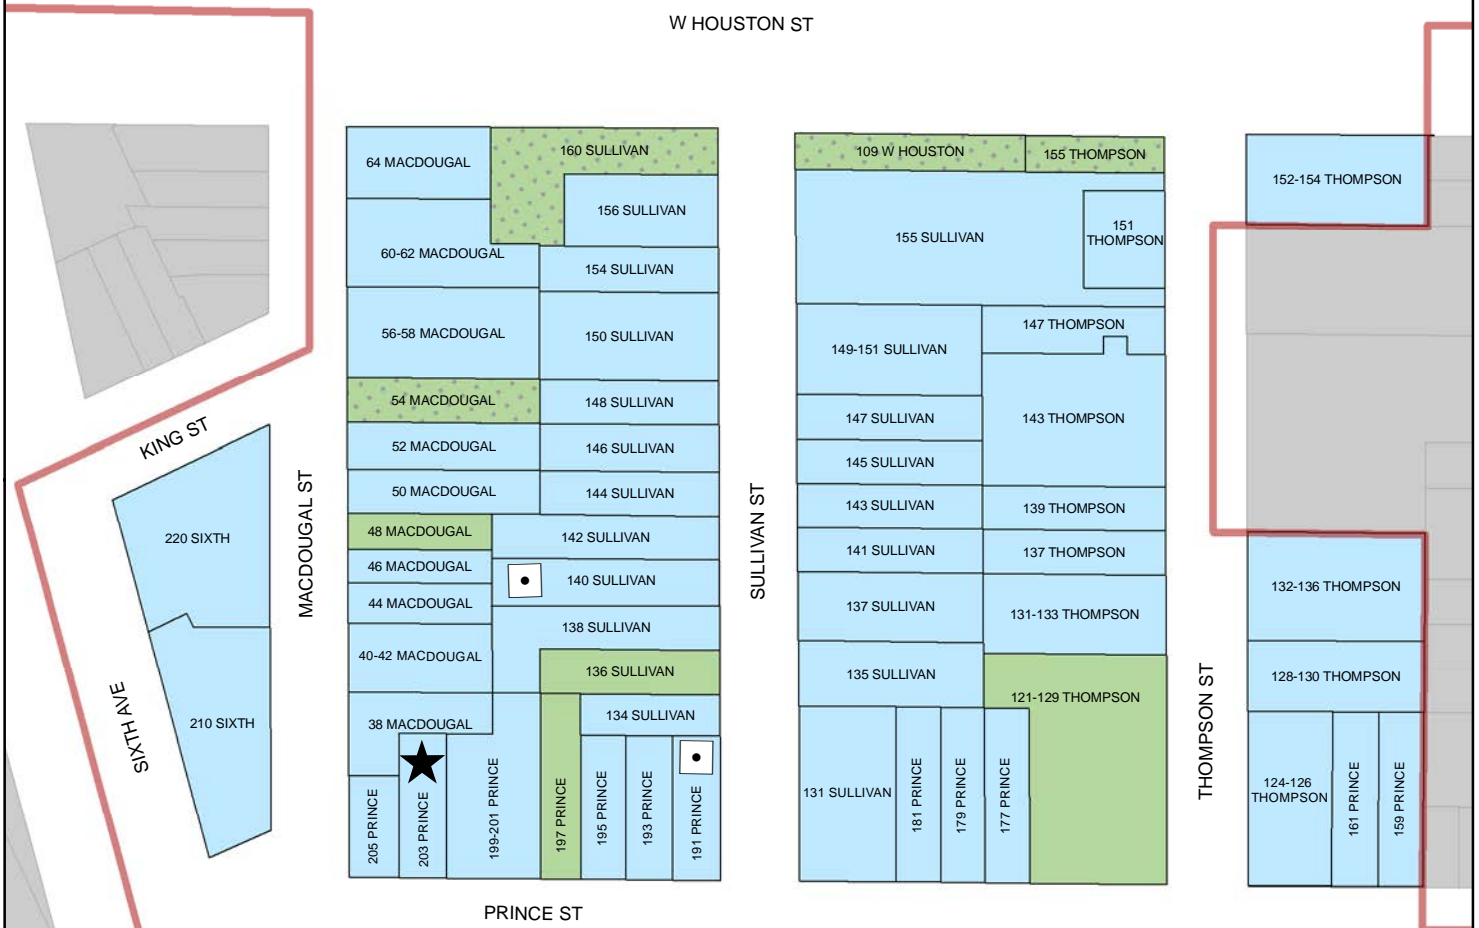 W HOUSTON ST
64 MACDOUGAL
160 SULLIVAN
156 SULLIVAN
60-62 MACDOUGAL
154 SULLIVAN
56-58 MACDOUGAL
150 SULLIVAN
54 MACDOUGAL
148 SULLIVAN
52 MACDOUGAL
146 SULLIVAN
50 MACDOUGAL
144 SULLIVAN
48 MACDOUGAL
142 SULLIVAN
46 MACDOUGAL
140 SULLIVAN
44 MACDOUGAL
138 SULLIVAN
40-42 MACDOUGAL
136 SULLIVAN
38 MACDOUGAL
134 SULLIVAN
205 PRINCE
203 PRINCE
199-201 PRINCE
197 PRINCE
195 PRINCE
193 PRINCE
191 PRINCE
KING ST
220 SIXTH
210 SIXTH
SIXTH AVE
MACDOUGAL ST
SULLIVAN ST
109 W HOUSTON
155 THOMPSON
155 SULLIVAN
151
THOMPSON
149-151 SULLIVAN
147 THOMPSON
147 SULLIVAN
143 THOMPSON
145 SULLIVAN
143 SULLIVAN
139 THOMPSON
141 SULLIVAN
137 THOMPSON
137 SULLIVAN
131-133 THOMPSON
135 SULLIVAN
121-129 THOMPSON
131 SULLIVAN
181 PRINCE
179 PRINCE
177 PRINCE
THOMPSON ST
152-154 THOMPSON
132-136 THOMPSON
128-130 THOMPSON
124-126
THOMPSON
161 PRINCE
159 PRINCE
PRINCE ST